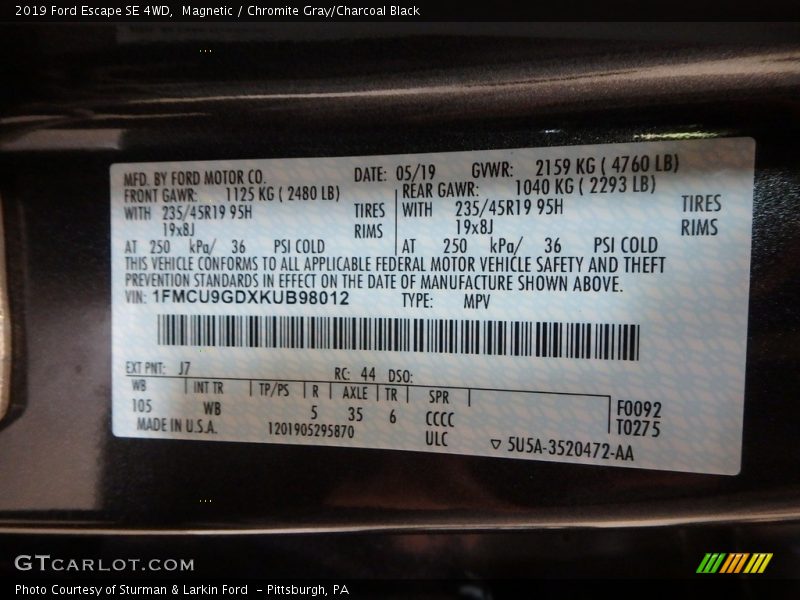 2019 Ford Escape SE 4WD, Magnetic / Chromite Gray/Charcoal Black
MFD. BY FORD MOTOR CO. DATE: 05/19 GVWR: 2159 KG ( 4760 LB)
FRONT GAWR: 1125 KG ( 2480 LB) REAR GAWR: 1040 KG ( 2293 LB)
WITH 235/45R19 95H TIRES WITH 235/45R19 95H TIRES
19x8J RIMS 19x8J RIMS
AT 250 kPa/ 36 PSI COLD AT 250 kPa/ 36 PSI COLD
THIS VEHICLE CONFORMS TO ALL APPLICABLE FEDERAL MOTOR VEHICLE SAFETY AND THEFT
PREVENTION STANDARDS IN EFFECT ON THE DATE OF MANUFACTURE SHOWN ABOVE.
VIN: 1FMCU9GDXKUB98012 TYPE: MPV
EXT PNT: J7 RC: 44 DSO:
WB INT TR TP/PS R AXLE TR SPR
105 WB 5 35 6 CCCC F0092
MADE IN U.S.A. 1201905295870 ULC T0275
5U5A-3520472-AA
GTCARLOT.COM
Photo Courtesy of Sturman & Larkin Ford - Pittsburgh, PA